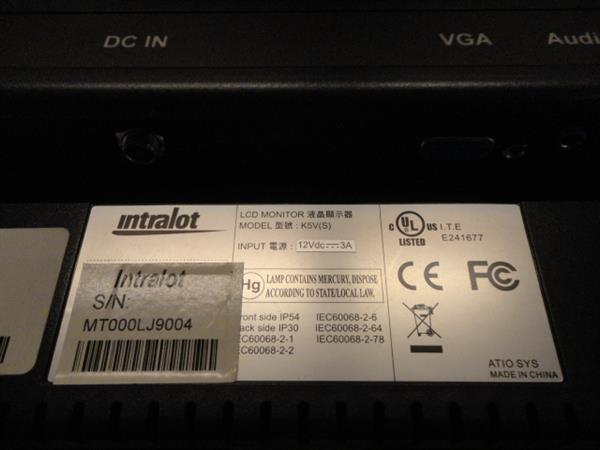 DC IN
VGA
Audi
intralot
Intralot
S/N:
MT000LJ9004
LCD MONITOR 液晶顯示器
MODEL 型號 : K5V(S)
INPUT 電源 : 12Vdc⎓3A
Hg LAMP CONTAINS MERCURY, DISPOSE
ACCORDING TO STATE/LOCAL LAW.
ront side IP54 IEC60068-2-6
ack side IP30 IEC60068-2-64
EC60068-2-1 IEC60068-2-78
EC60068-2-2
C UL US I.T.E
LISTED E241677
CE FC
ATIO SYS
MADE IN CHINA